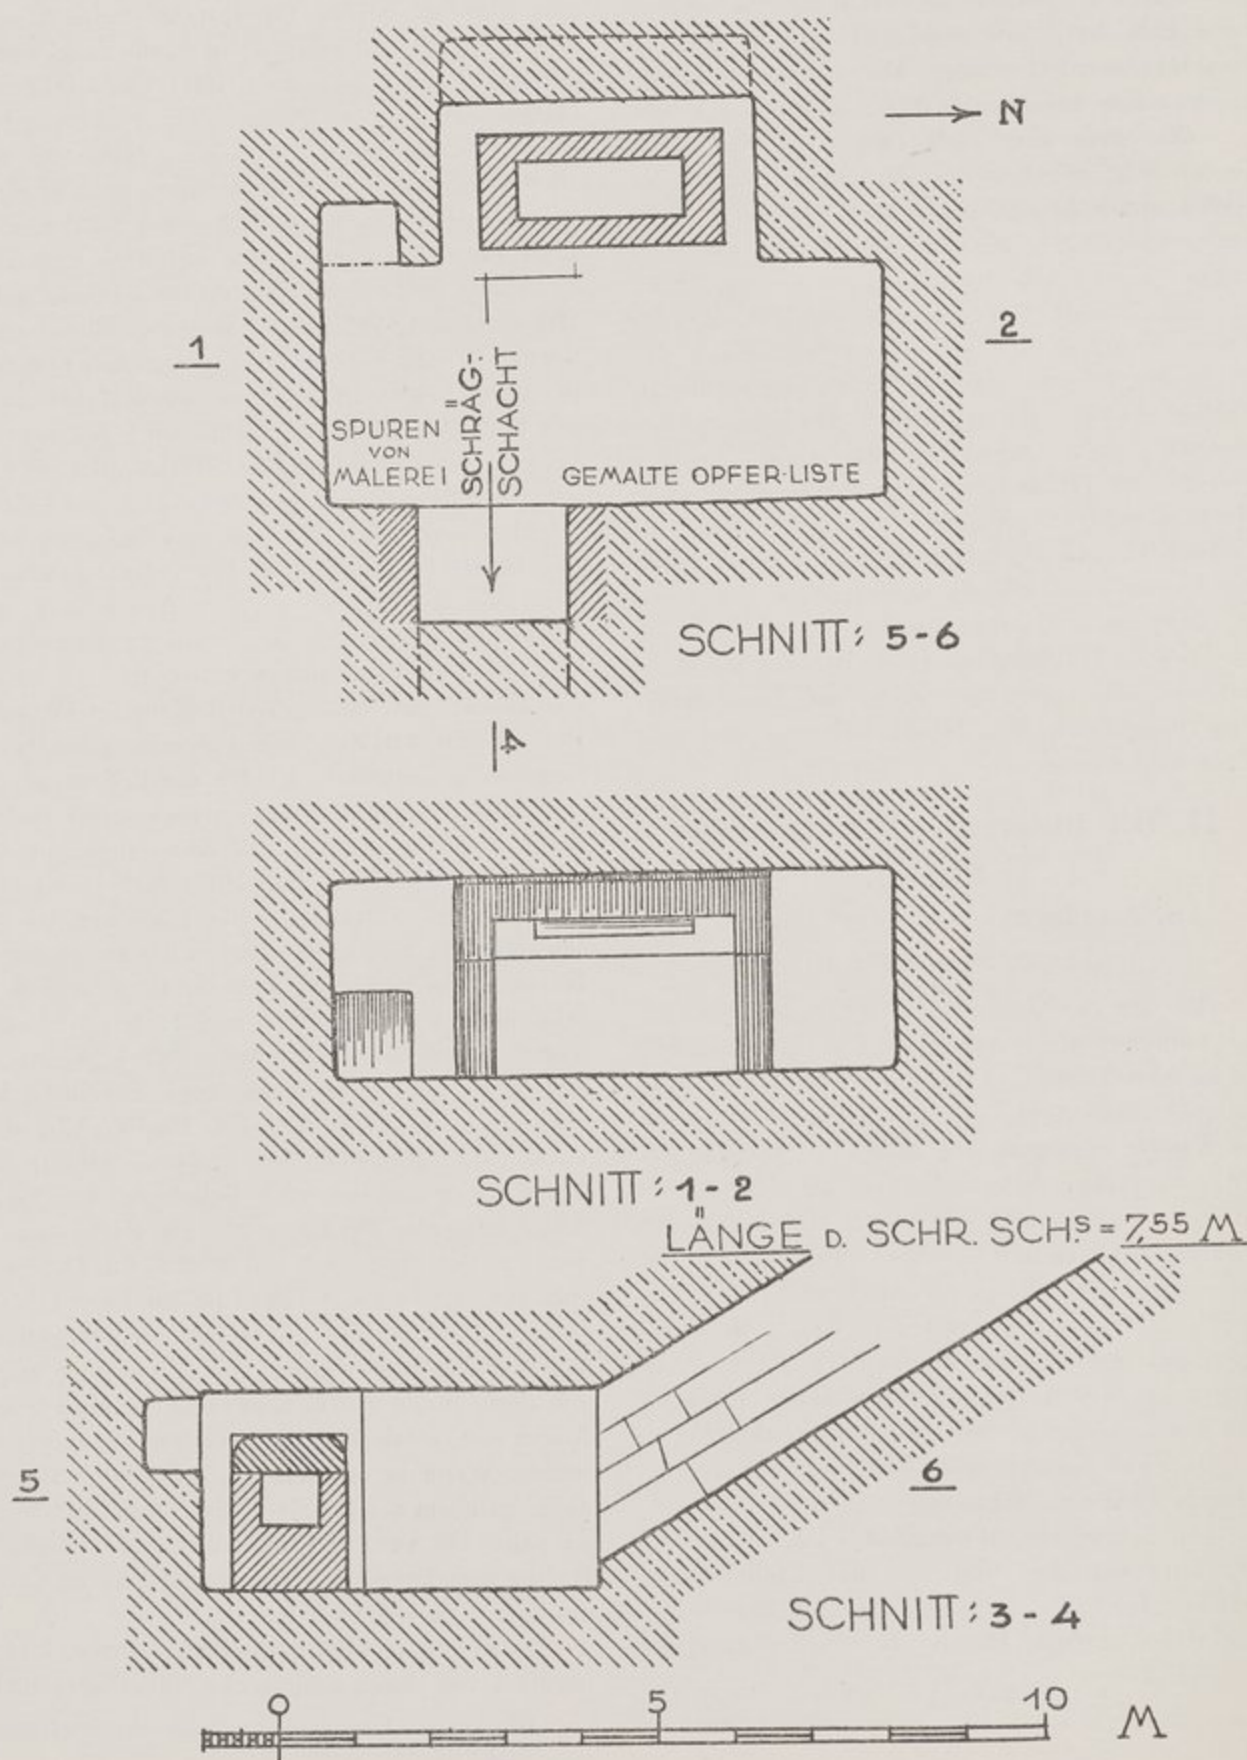 N
1
2
SPUREN
VON
MALEREI
SCHRÄG-
SCHACHT
GEMALTE OPFER-LISTE
SCHNITT: 5-6
4
SCHNITT: 1-2
LÄNGE D. SCHR. SCH.S = 7,55 M
5
6
SCHNITT: 3-4
0 5 10 M